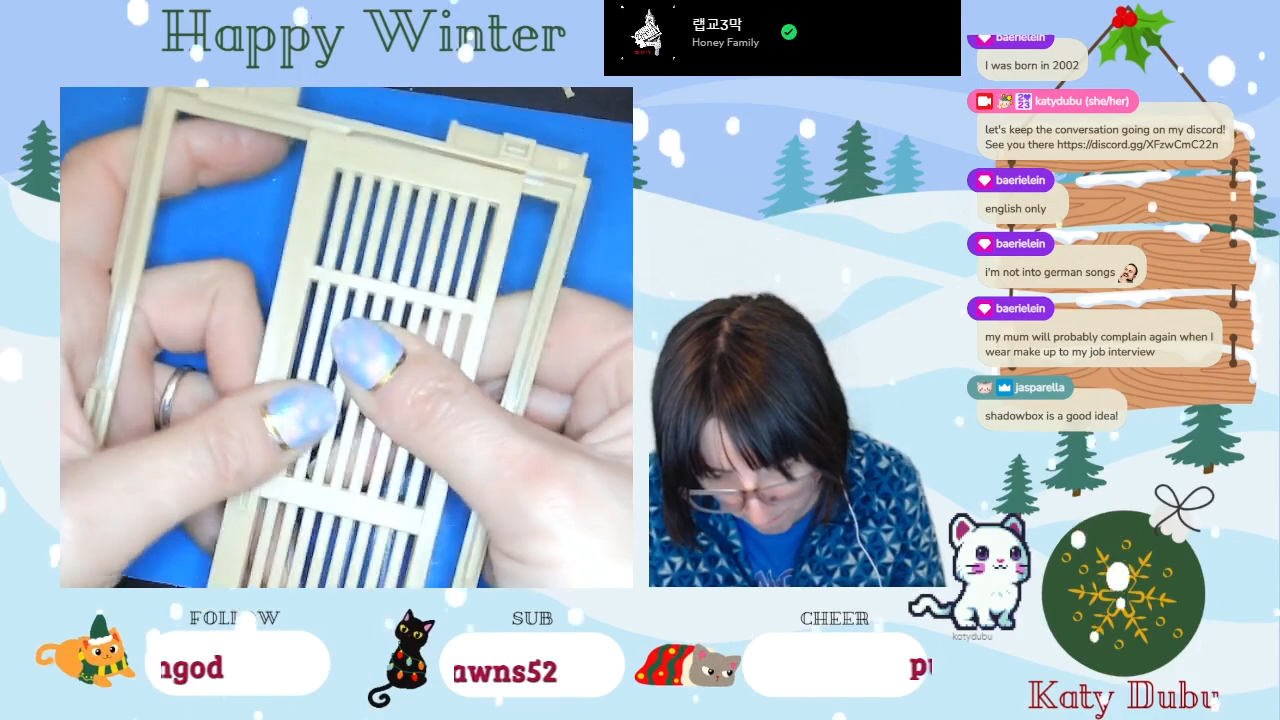 Happy Winter
랩교3막
Honey Family
baerielein
I was born in 2002
katydubu (she/her)
let's keep the conversation going on my discord!
See you there https://discord.gg/XFzwCmC22n
baerielein
english only
baerielein
i'm not into german songs
baerielein
my mum will probably complain again when I
wear make up to my job interview
jasparella
shadowbox is a good idea!
katydubu
FOLLOW
SUB
CHEER
ngod
awns52
Katy Dubu